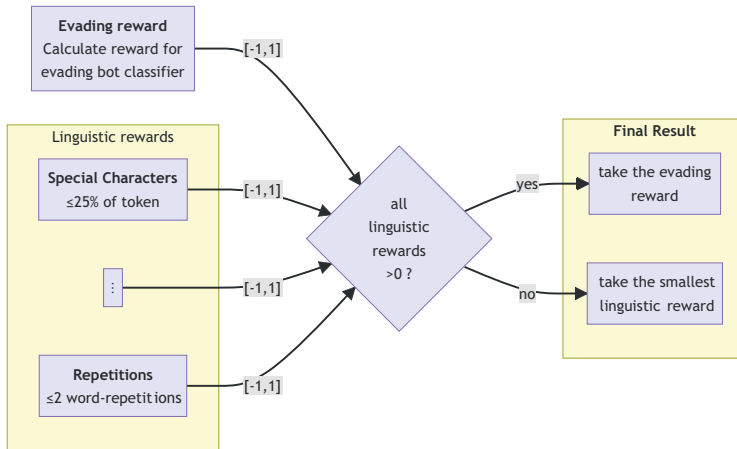 Evading reward
Calculate reward for
evading bot classifier
[-1,1]
Linguistic rewards
Special Characters
≤25% of token
[-1,1]
⋮
[-1,1]
Repetitions
≤2 word-repetitions
[-1,1]
all
linguistic
rewards
>0 ?
yes
no
Final Result
take the evading
reward
take the smallest
linguistic reward